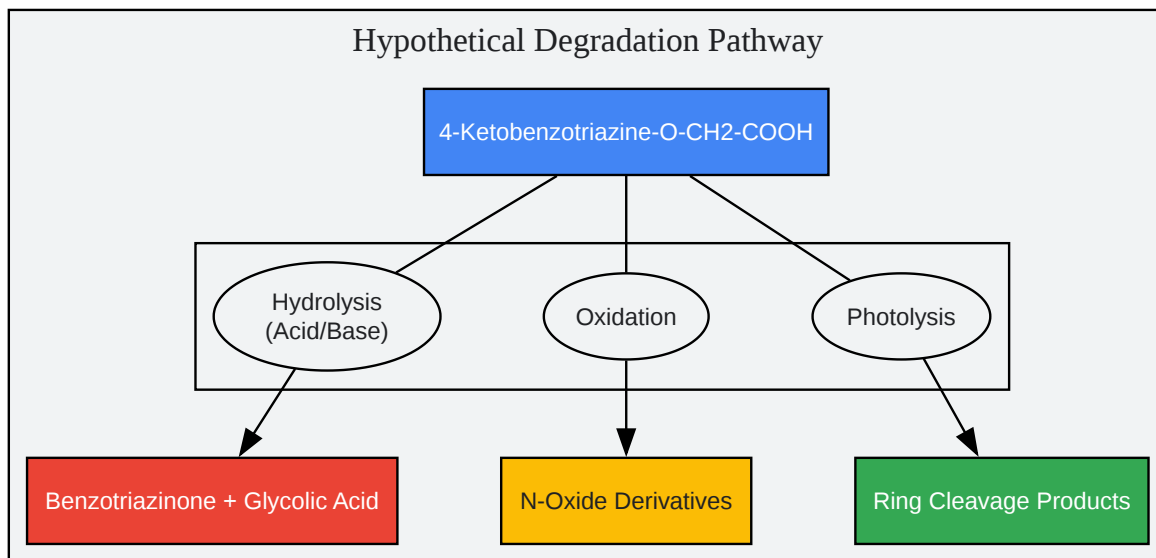 Hypothetical Degradation Pathway
4-Ketobenzotriazine-O-CH2-COOH
Hydrolysis
(Acid/Base)
Oxidation
Photolysis
Benzotriazinone + Glycolic Acid
N-Oxide Derivatives
Ring Cleavage Products